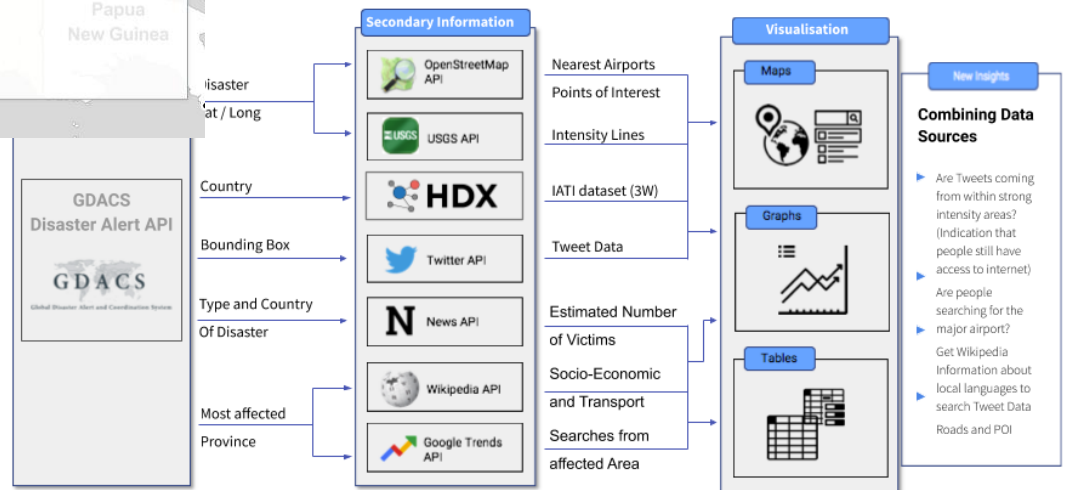 Papua
New Guinea
GDACS
Disaster Alert API
GDACS
Global Disaster Alert and Coordination System
isaster
at / Long
Country
Bounding Box
Type and Country
Of Disaster
Most affected
Province
Secondary Information
OpenStreetMap
API
USGS
USGS API
HDX
Twitter API
N
News API
Wikipedia API
Google Trends
API
Nearest Airports
Points of Interest
Intensity Lines
IATI dataset (3W)
Tweet Data
Estimated Number
of Victims
Socio-Economic
and Transport
Searches from
affected Area
Visualisation
Maps
Graphs
Tables
New Insights
Combining Data
Sources
Are Tweets coming
from within strong
intensity areas?
(Indication that
people still have
access to internet)
Are people
searching for the
major airport?
Get Wikipedia
Information about
local languages to
search Tweet Data
Roads and POI